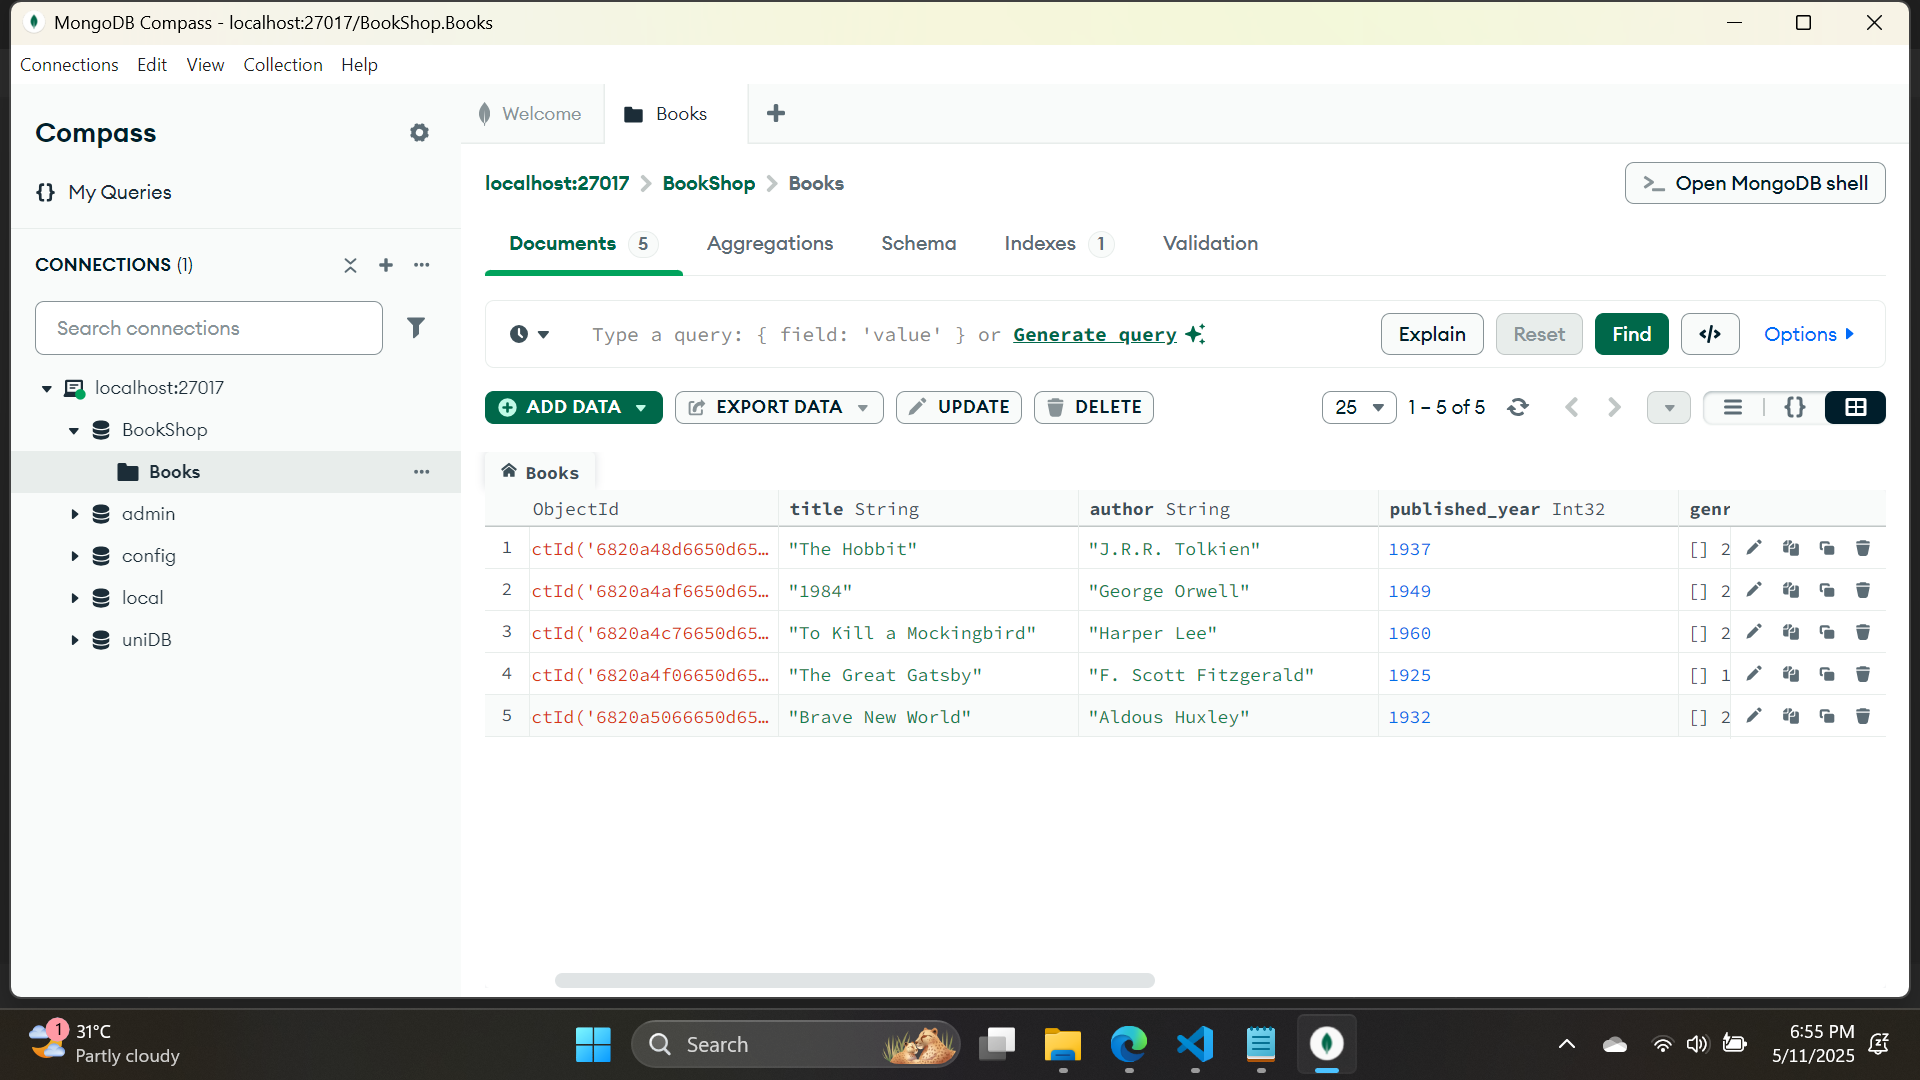 MongoDB Compass - localhost:27017/BookShop.Books
Connections Edit View Collection Help
Compass
{} My Queries
CONNECTIONS (1)
Search connections
localhost:27017
BookShop
Books
admin
config
local
uniDB
Welcome
Books
localhost:27017 > BookShop > Books
>_ Open MongoDB shell
Documents 5 Aggregations Schema Indexes 1 Validation
Type a query: { field: 'value' } or Generate query
Explain Reset Find </> Options
ADD DATA EXPORT DATA UPDATE DELETE
25 1 – 5 of 5 {}
Books
ObjectId title String author String published_year Int32 genr
1 ctId('6820a48d6650d65… "The Hobbit" "J.R.R. Tolkien" 1937 [] 2
2 ctId('6820a4af6650d65… "1984" "George Orwell" 1949 [] 2
3 ctId('6820a4c76650d65… "To Kill a Mockingbird" "Harper Lee" 1960 [] 2
4 ctId('6820a4f06650d65… "The Great Gatsby" "F. Scott Fitzgerald" 1925 [] 1
5 ctId('6820a5066650d65… "Brave New World" "Aldous Huxley" 1932 [] 2
1
31°C
Partly cloudy
Search
6:55 PM
5/11/2025